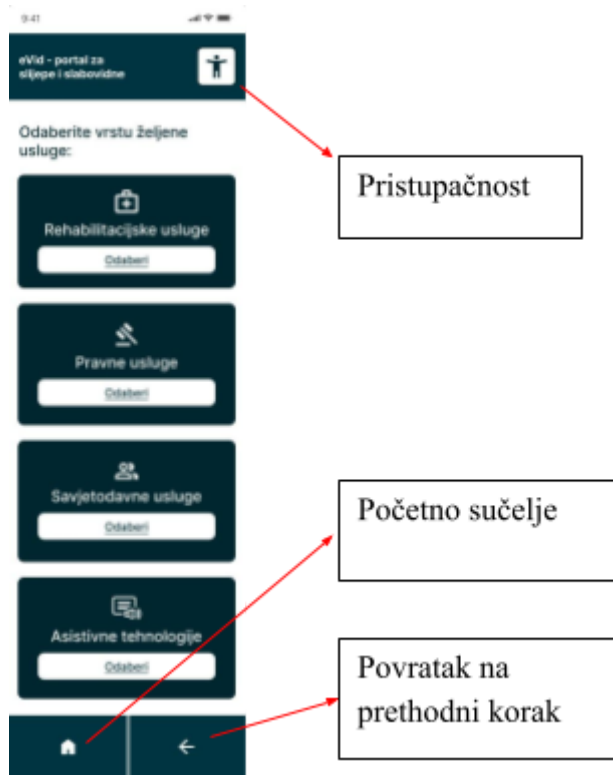 9:41
eVid - portal za
slijepe i slabovidne
Odaberite vrstu željene
usluge:
Rehabilitacijske usluge
Odaberi
Pravne usluge
Odaberi
Savjetodavne usluge
Odaberi
Asistivne tehnologije
Odaberi
Pristupačnost
Početno sučelje
Povratak na
prethodni korak